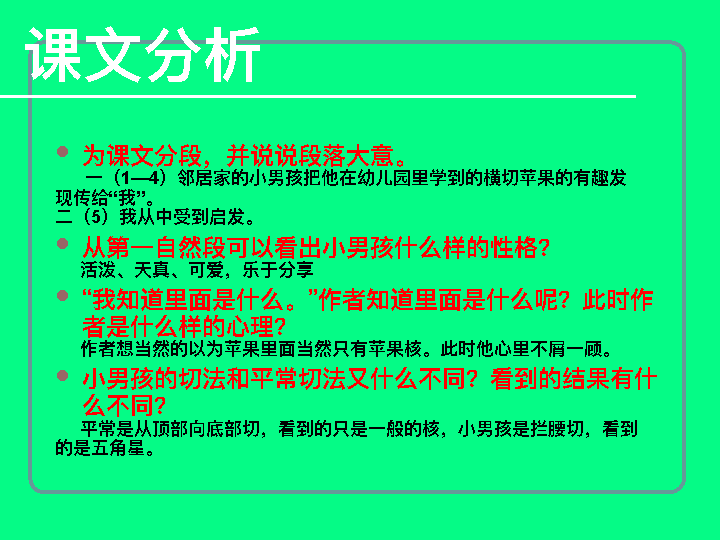 课文分析
为课文分段，并说说段落大意。
一（1—4）邻居家的小男孩把他在幼儿园里学到的横切苹果的有趣发
现传给“我”。
二（5）我从中受到启发。
从第一自然段可以看出小男孩什么样的性格？
活泼、天真、可爱，乐于分享
“我知道里面是什么。”作者知道里面是什么呢？此时作
者是什么样的心理？
作者想当然的以为苹果里面当然只有苹果核。此时他心里不屑一顾。
小男孩的切法和平常切法又什么不同？看到的结果有什
么不同？
平常是从顶部向底部切，看到的只是一般的核，小男孩是拦腰切，看到
的是五角星。